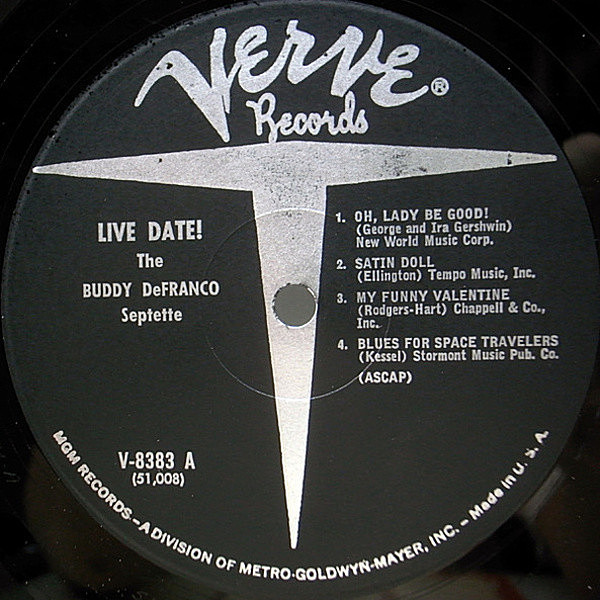 Verve®
Records
LIVE DATE!
The
BUDDY DeFRANCO
Septette
1. OH, LADY BE GOOD!
(George and Ira Gershwin)
New World Music Corp.
2. SATIN DOLL
(Ellington) Tempo Music, Inc.
3. MY FUNNY VALENTINE
(Rodgers-Hart) Chappell & Co.,
Inc.
4. BLUES FOR SPACE TRAVELERS
(Kessel) Stormont Music Pub. Co.
(ASCAP)
V-8383 A
(51,008)
MGM RECORDS—A DIVISION OF METRO-GOLDWYN-MAYER, INC. — Made in U. S. A.